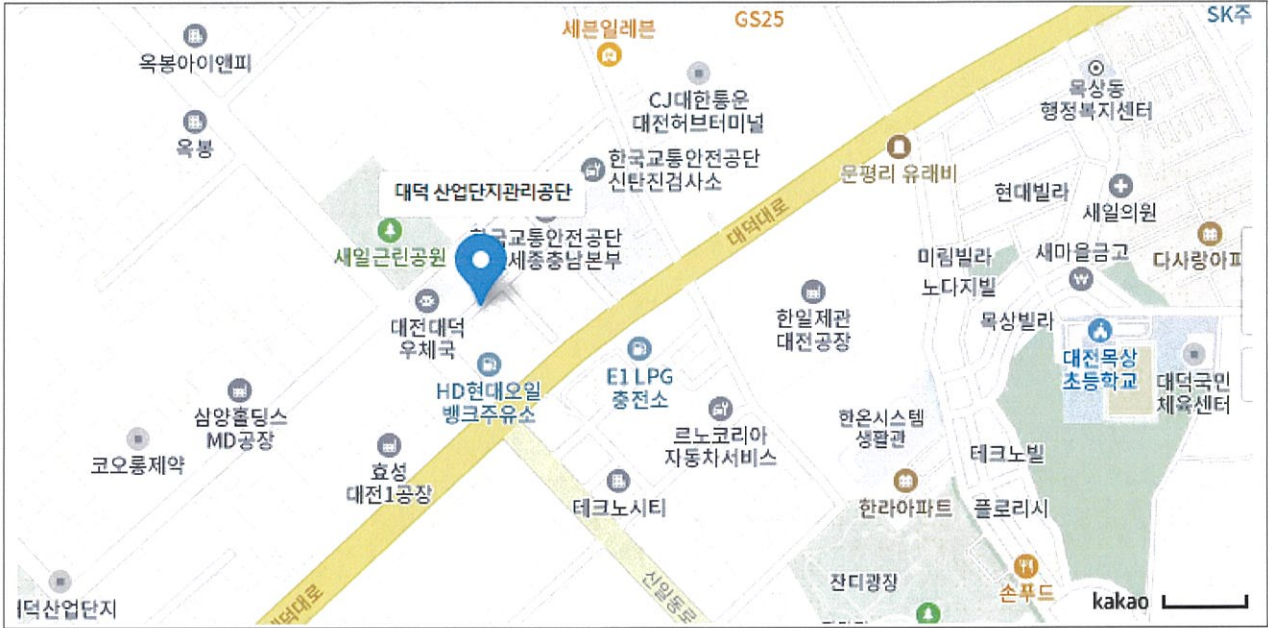 세븐일레븐
GS25
SK주
옥봉아이앤피
CJ대한통운
대전허브터미널
목상동
행정복지센터
옥봉
한국교통안전공단
신탄진검사소
문평리 유래비
대덕 산업단지관리공단
현대빌라
새일의원
대덕대로
새일근린공원
한국교통안전공단
세종충남본부
미림빌라
새마을금고
다사랑아파
노다지빌
대전대덕
우체국
한일제관
대전공장
목상빌라
대전목상
초등학교
HD현대오일
뱅크주유소
E1 LPG
충전소
대덕국민
체육센터
삼양홀딩스
MD공장
르노코리아
자동차서비스
한온시스템
생활관
코오롱제약
효성
대전1공장
테크노빌
테크노시티
한라아파트
플로리시
신일동로
잔디광장
손푸드
덕산업단지
대덕대로
kakao